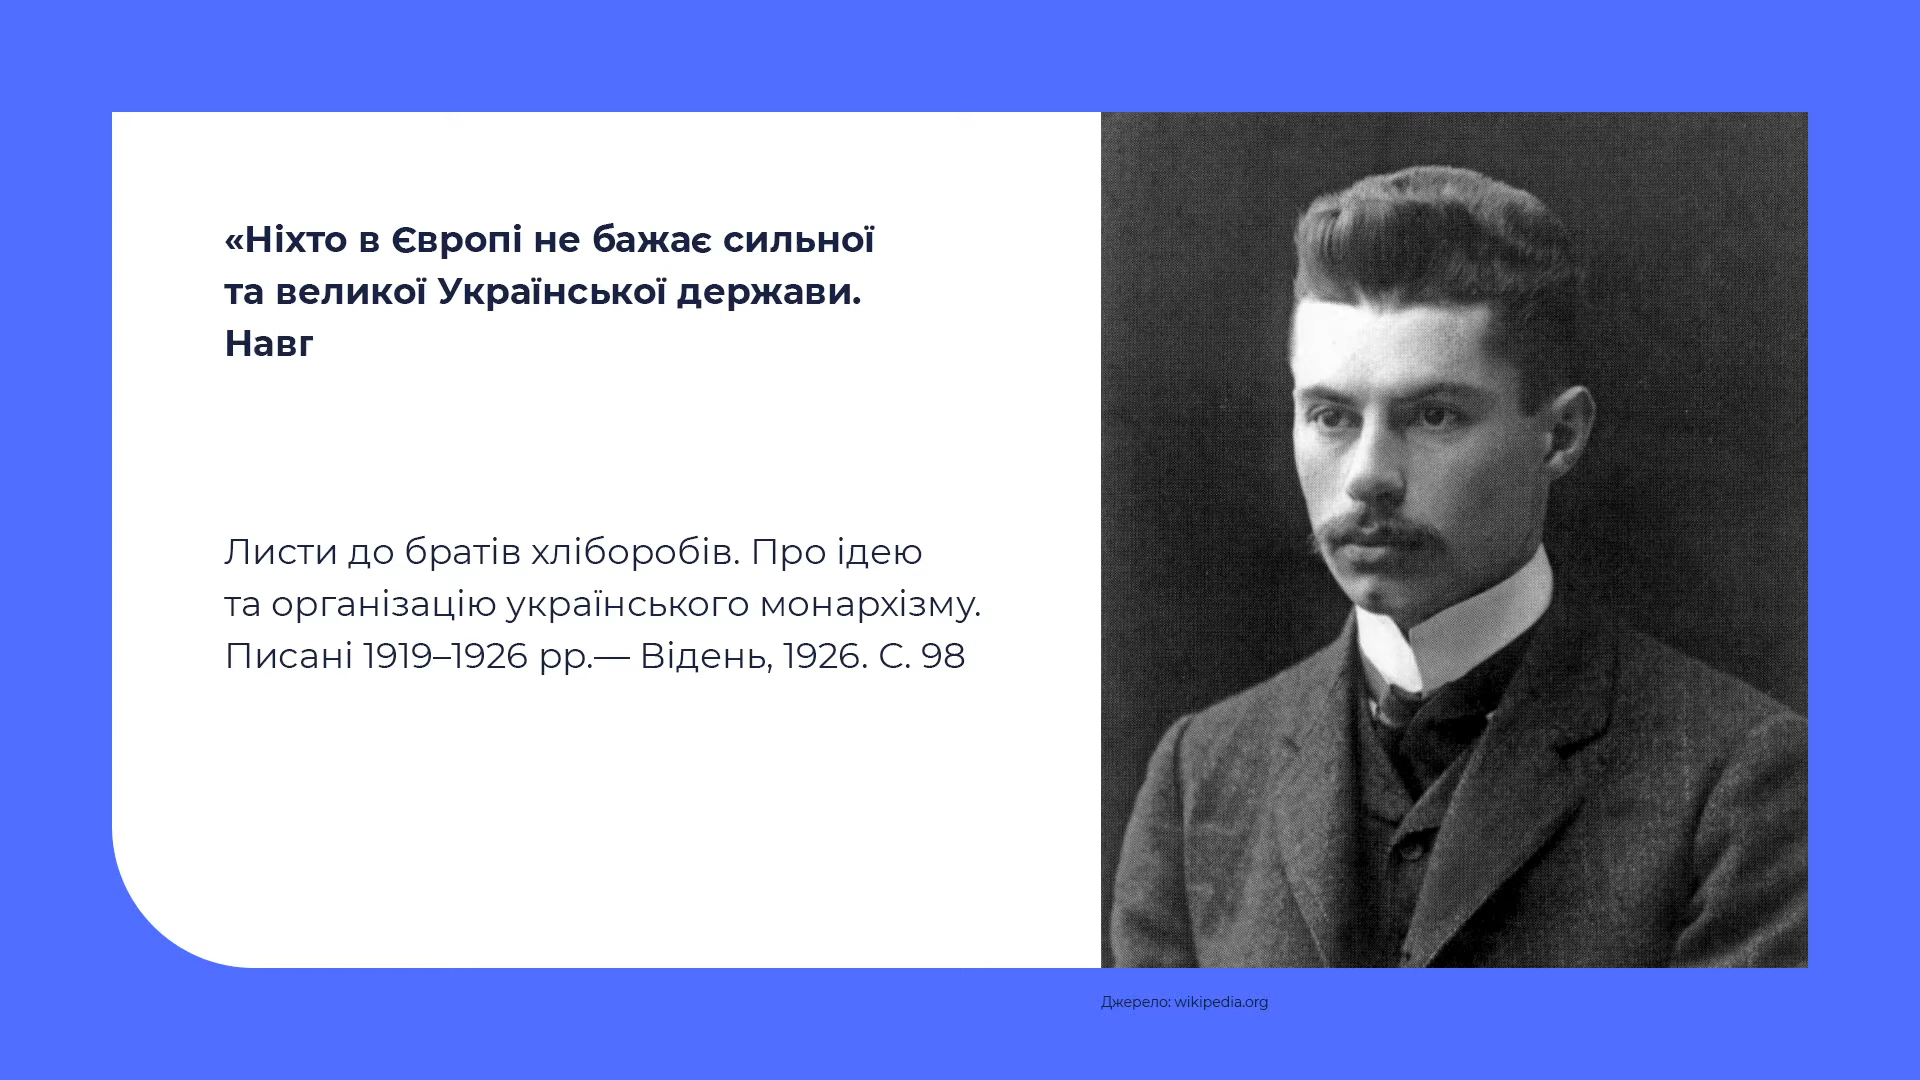 «Ніхто в Європі не бажає сильної
та великої Української держави.
Навг
Листи до братів хліборобів. Про ідею
та організацію українського монархізму.
Писані 1919–1926 рр.— Відень, 1926. С. 98
Джерело: wikipedia.org